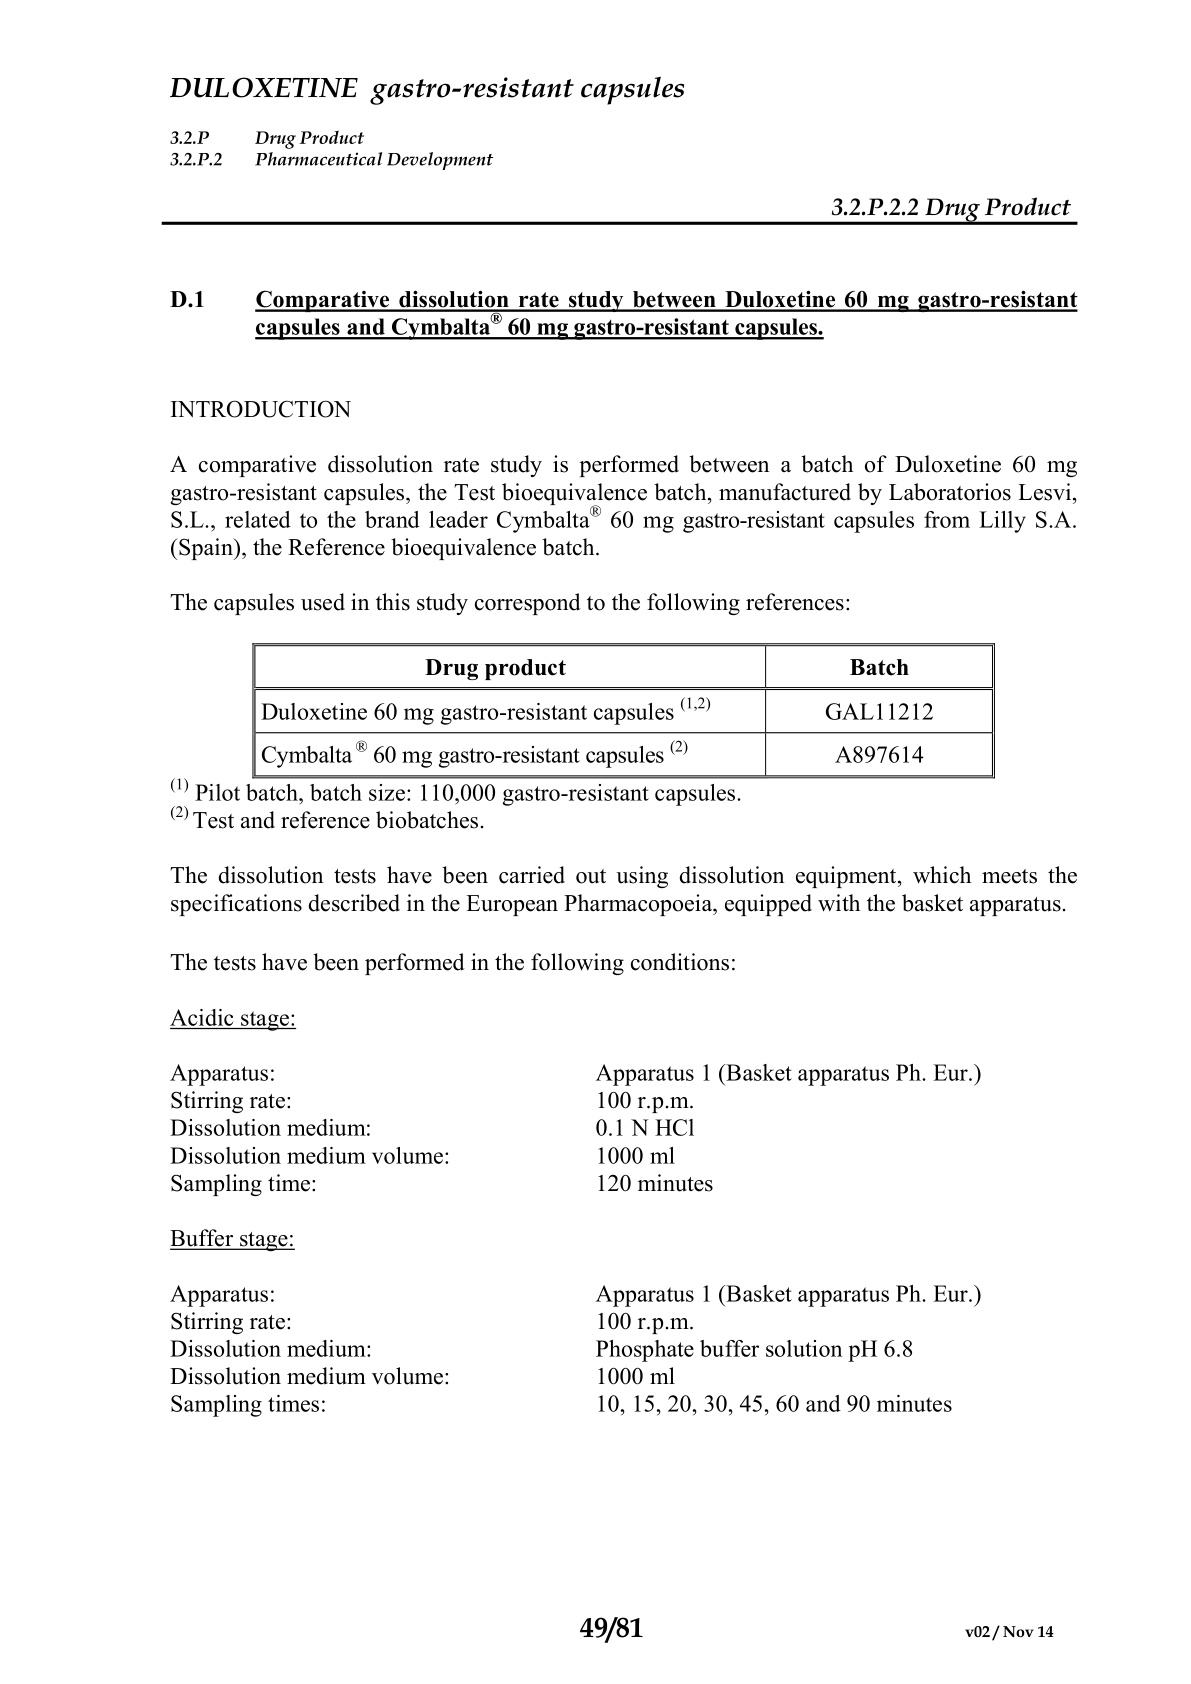 DULOXETINE gastro-resistant capsules
3.2.P Drug Product
3.2.P.2 Pharmaceutical Development
3.2.P.2.2 Drug Product
D.1 Comparative dissolution rate study between Duloxetine 60 mg gastro-resistant
capsules and Cymbalta® 60 mg gastro-resistant capsules.
INTRODUCTION
A comparative dissolution rate study is performed between a batch of Duloxetine 60 mg
gastro-resistant capsules, the Test bioequivalence batch, manufactured by Laboratorios Lesvi,
S.L., related to the brand leader Cymbalta® 60 mg gastro-resistant capsules from Lilly S.A.
(Spain), the Reference bioequivalence batch.
The capsules used in this study correspond to the following references:
Drug product Batch
Duloxetine 60 mg gastro-resistant capsules (1,2) GAL11212
Cymbalta ® 60 mg gastro-resistant capsules (2) A897614
(1) Pilot batch, batch size: 110,000 gastro-resistant capsules.
(2) Test and reference biobatches.
The dissolution tests have been carried out using dissolution equipment, which meets the
specifications described in the European Pharmacopoeia, equipped with the basket apparatus.
The tests have been performed in the following conditions:
Acidic stage:
Apparatus: Apparatus 1 (Basket apparatus Ph. Eur.)
Stirring rate: 100 r.p.m.
Dissolution medium: 0.1 N HCl
Dissolution medium volume: 1000 ml
Sampling time: 120 minutes
Buffer stage:
Apparatus: Apparatus 1 (Basket apparatus Ph. Eur.)
Stirring rate: 100 r.p.m.
Dissolution medium: Phosphate buffer solution pH 6.8
Dissolution medium volume: 1000 ml
Sampling times: 10, 15, 20, 30, 45, 60 and 90 minutes
49/81 v02 / Nov 14